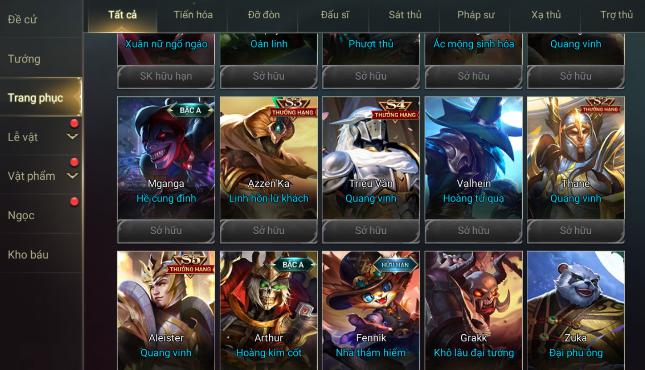 Đề cử
Tất cả
Tiến hóa
Đỡ đòn
Đấu sĩ
Sát thủ
Pháp sư
Xạ thủ
Trợ thủ
Tướng
Trang phục
Lễ vật
Vật phẩm
Ngọc
Kho báu
Xuân nữ ngổ ngáo
Oán linh
Phượt thủ
Ác mộng sinh hóa
Quang vinh
SK hữu hạn
Sở hữu
Sở hữu
Sở hữu
Sở hữu
BẬC A
S3
THƯỞNG HẠNG
S4
THƯỞNG HẠNG
S2
THƯỞNG HẠNG
Mganga
Azzen'Ka
Triệu Vân
Valhein
Thane
Hề cung đình
Linh hồn lữ khách
Quang vinh
Hoàng tử quạ
Quang vinh
Sở hữu
Sở hữu
Sở hữu
Sở hữu
Sở hữu
S5
THƯỞNG HẠNG
BẬC A
HỮU HẠN
Aleister
Arthur
Fennik
Grakk
Zuka
Quang vinh
Hoàng kim cốt
Nhà thám hiểm
Khô lâu đại tướng
Đại phú ông